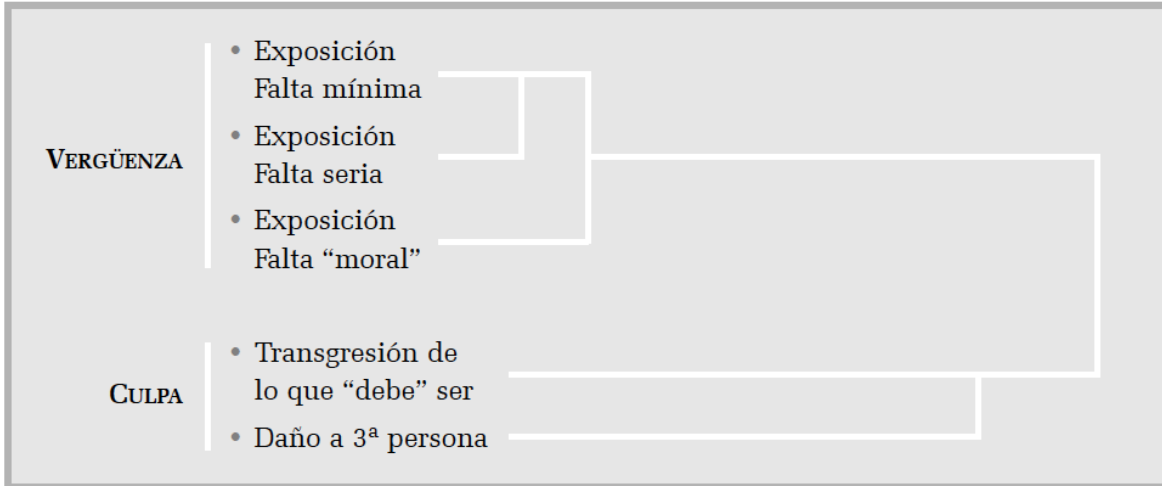 • Exposición
Falta mínima
• Exposición
VERGÜENZA
Falta seria
• Exposición
Falta “moral”
• Transgresión de
lo que “debe” ser
CULPA
• Daño a 3ª persona